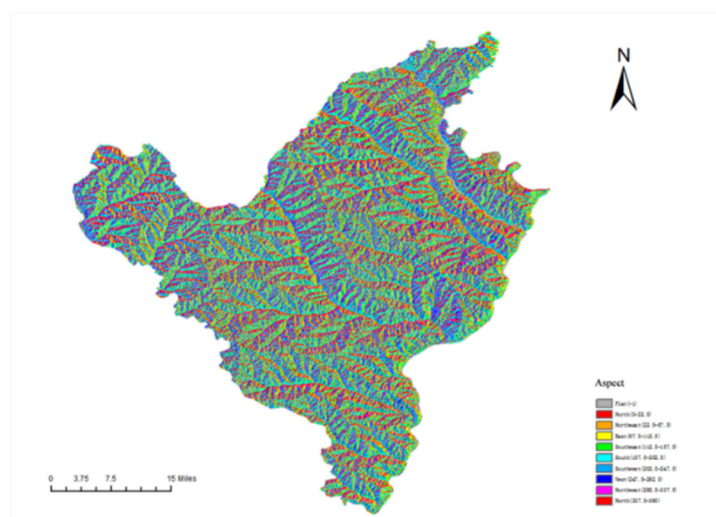 N
Aspect
Flat(-1)
North(0-22.5)
Northeast(22.5-67.5)
East(67.5-112.5)
Southeast(112.5-157.5)
South(157.5-202.5)
Southwest(202.5-247.5)
West(247.5-292.5)
Northwest(292.5-337.5)
North(337.5-360)
0 3.75 7.5 15 Miles